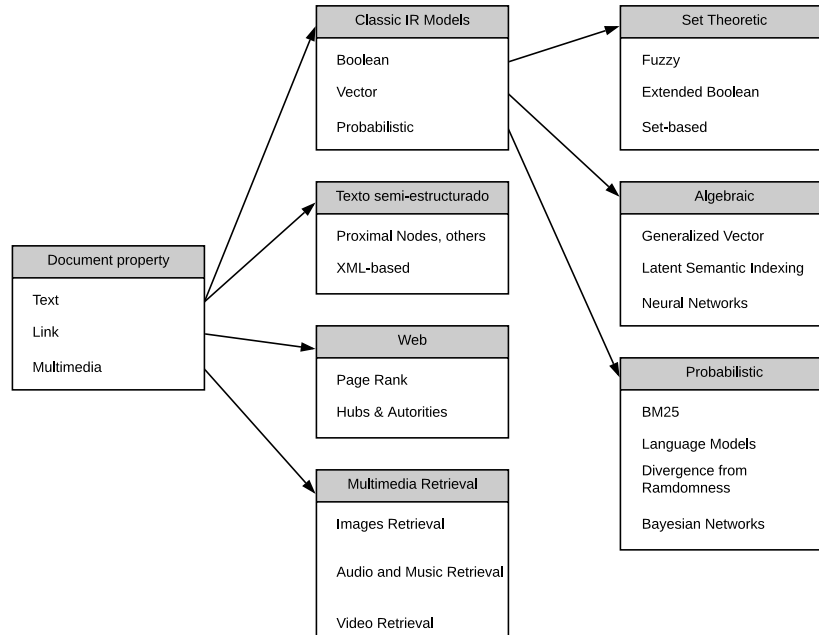 Document property
Text
Link
Multimedia
Classic IR Models
Boolean
Vector
Probabilistic
Texto semi-estructurado
Proximal Nodes, others
XML-based
Web
Page Rank
Hubs & Autorities
Multimedia Retrieval
Images Retrieval
Audio and Music Retrieval
Video Retrieval
Set Theoretic
Fuzzy
Extended Boolean
Set-based
Algebraic
Generalized Vector
Latent Semantic Indexing
Neural Networks
Probabilistic
BM25
Language Models
Divergence from
Ramdomness
Bayesian Networks